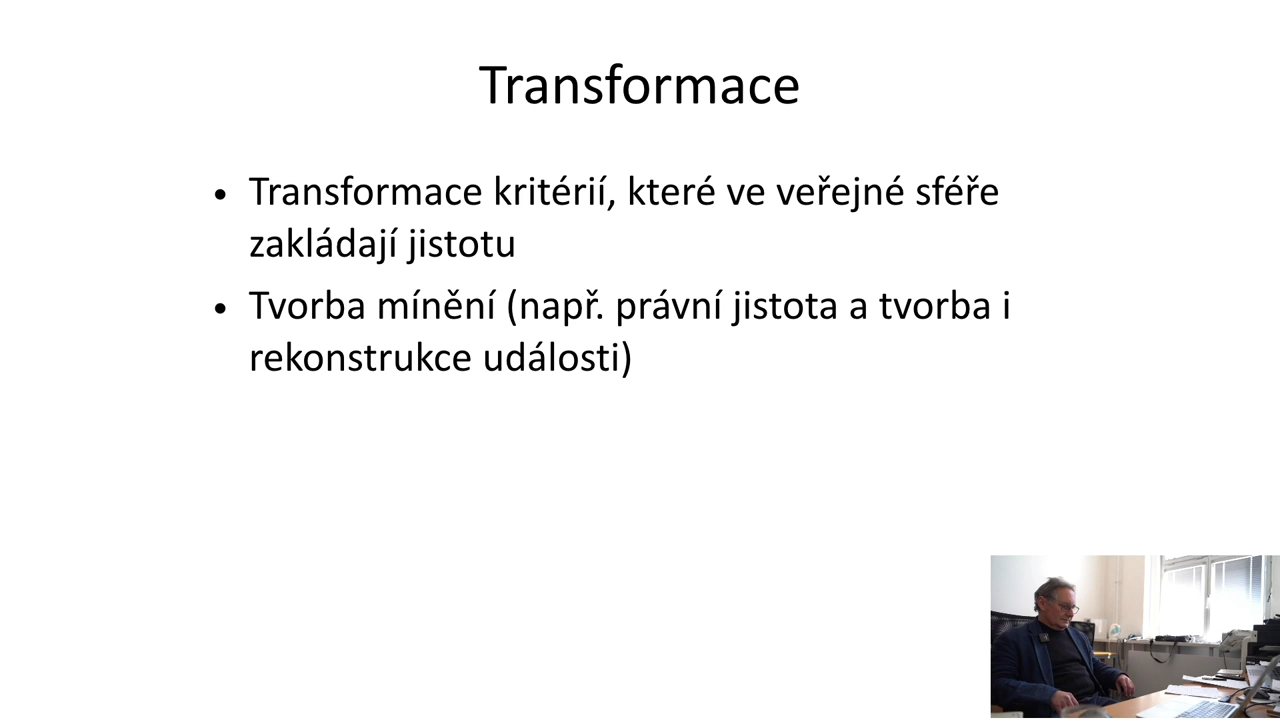 Transformace
• Transformace kritérií, které ve veřejné sféře
zakládají jistotu
• Tvorba mínění (např. právní jistota a tvorba i
rekonstrukce události)